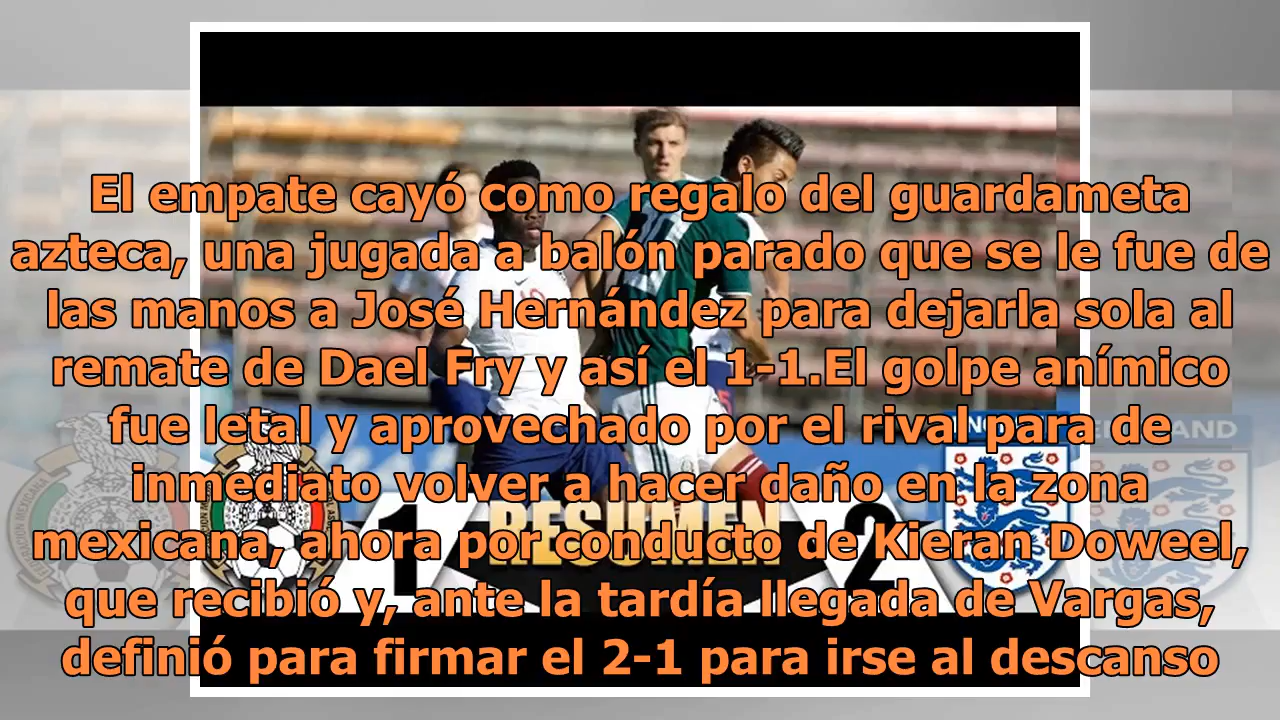 El empate cayó como regalo del guardameta
azteca, una jugada a balón parado que se le fue de
las manos a José Hernández para dejarla sola al
remate de Dael Fry y así el 1-1.El golpe anímico
fue letal y aprovechado por el rival para de
inmediato volver a hacer daño en la zona
mexicana, ahora por conducto de Kieran Doweel,
que recibió y, ante la tardía llegada de Vargas,
definió para firmar el 2-1 para irse al descanso
1 RESUMEN 2